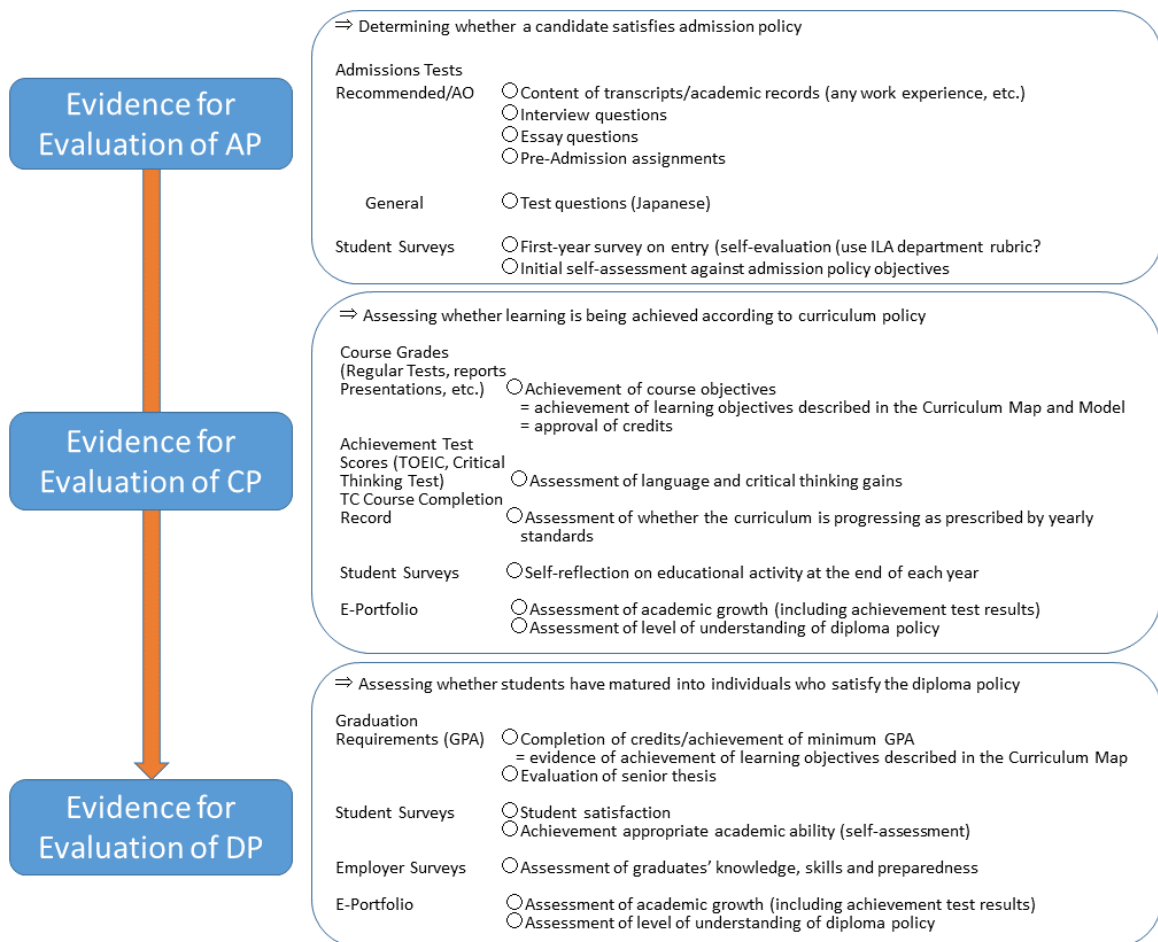 Evidence for
Evaluation of AP
⇒ Determining whether a candidate satisfies admission policy
Admissions Tests
Recommended/AO ○Content of transcripts/academic records (any work experience, etc.)
○Interview questions
○Essay questions
○Pre-Admission assignments
General ○Test questions (Japanese)
Student Surveys ○First-year survey on entry (self-evaluation (use ILA department rubric?
○Initial self-assessment against admission policy objectives
Evidence for
Evaluation of CP
⇒ Assessing whether learning is being achieved according to curriculum policy
Course Grades
(Regular Tests, reports
Presentations, etc.) ○Achievement of course objectives
= achievement of learning objectives described in the Curriculum Map and Model
= approval of credits
Achievement Test
Scores (TOEIC, Critical
Thinking Test) ○Assessment of language and critical thinking gains
TC Course Completion
Record ○Assessment of whether the curriculum is progressing as prescribed by yearly
standards
Student Surveys ○Self-reflection on educational activity at the end of each year
E-Portfolio ○Assessment of academic growth (including achievement test results)
○Assessment of level of understanding of diploma policy
Evidence for
Evaluation of DP
⇒ Assessing whether students have matured into individuals who satisfy the diploma policy
Graduation
Requirements (GPA) ○Completion of credits/achievement of minimum GPA
= evidence of achievement of learning objectives described in the Curriculum Map
○Evaluation of senior thesis
Student Surveys ○Student satisfaction
○Achievement appropriate academic ability (self-assessment)
Employer Surveys ○Assessment of graduates' knowledge, skills and preparedness
E-Portfolio ○Assessment of academic growth (including achievement test results)
○Assessment of level of understanding of diploma policy